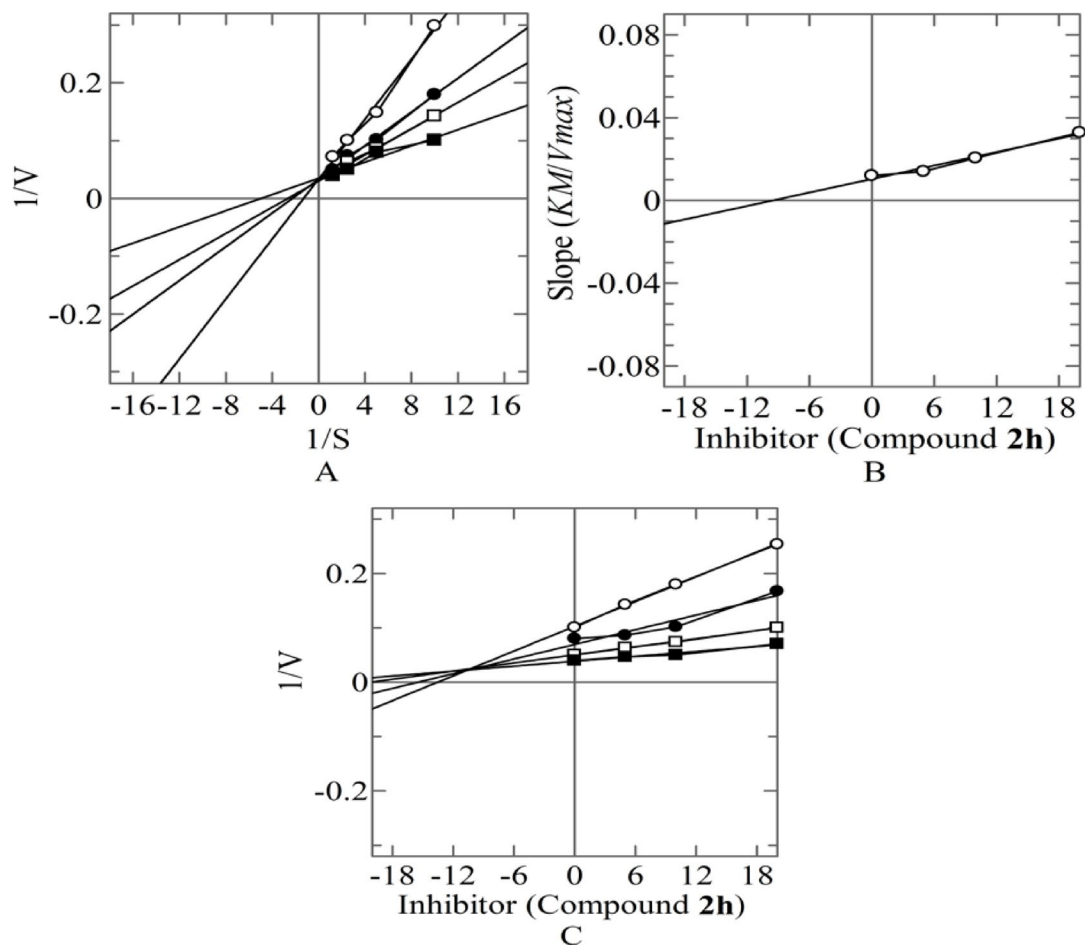 0.2
0
-0.2
1/V
-16 -12 -8 -4 0 4 8 12 16
1/S
A
0.08
0.04
0
-0.04
-0.08
Slope (KM/Vmax)
-18 -12 -6 0 6 12 18
Inhibitor (Compound 2h)
B
0.2
0
-0.2
1/V
-18 -12 -6 0 6 12 18
Inhibitor (Compound 2h)
C